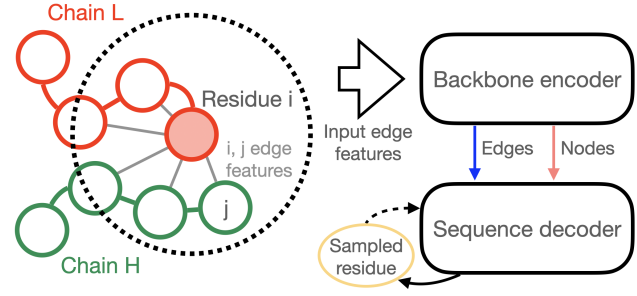 Chain L
Residue i
i, j edge
features
j
Chain H
Input edge
features
Backbone encoder
Edges
Nodes
Sequence decoder
Sampled
residue